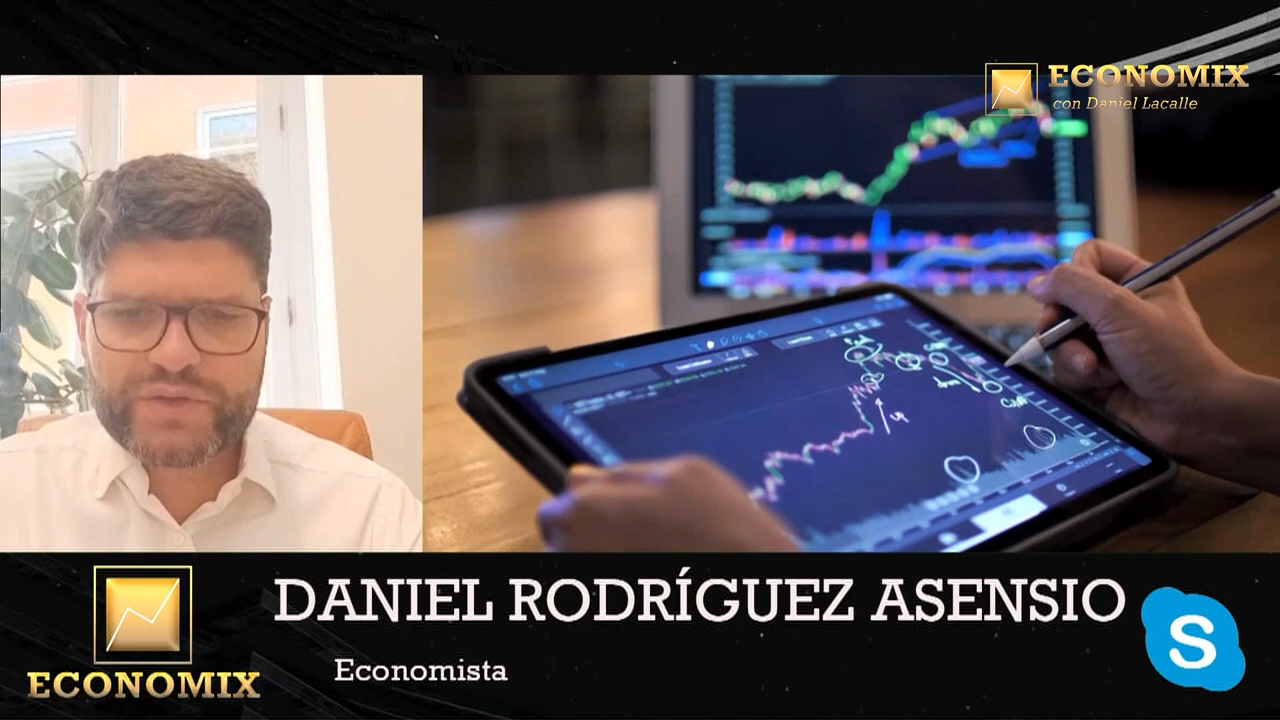 ECONOMIX
con Daniel Lacalle
DANIEL RODRÍGUEZ ASENSIO
S
Economista
ECONOMIX